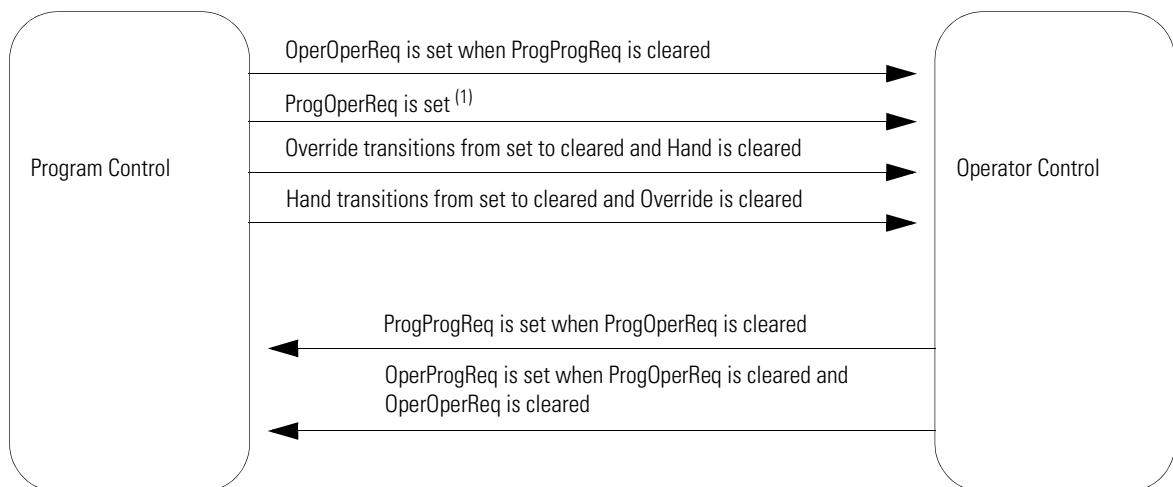 OperOperReq is set when ProgProgReq is cleared
ProgOperReq is set (1)
Override transitions from set to cleared and Hand is cleared
Program Control
Operator Control
Hand transitions from set to cleared and Override is cleared
ProgProgReq is set when ProgOperReq is cleared
OperProgReq is set when ProgOperReq is cleared and
OperOperReq is cleared